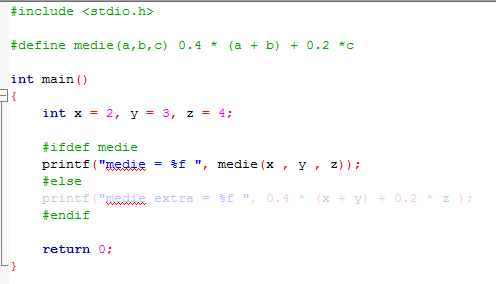 #include <stdio.h>
#define medie(a,b,c) 0.4 * (a + b) + 0.2 *c
int main()
{
int x = 2, y = 3, z = 4;
#ifdef medie
printf("medie = %f ", medie(x , y , z));
#else
printf("medie extra = %f ", 0.4 * (x + y) + 0.2 * z );
#endif
return 0;
}